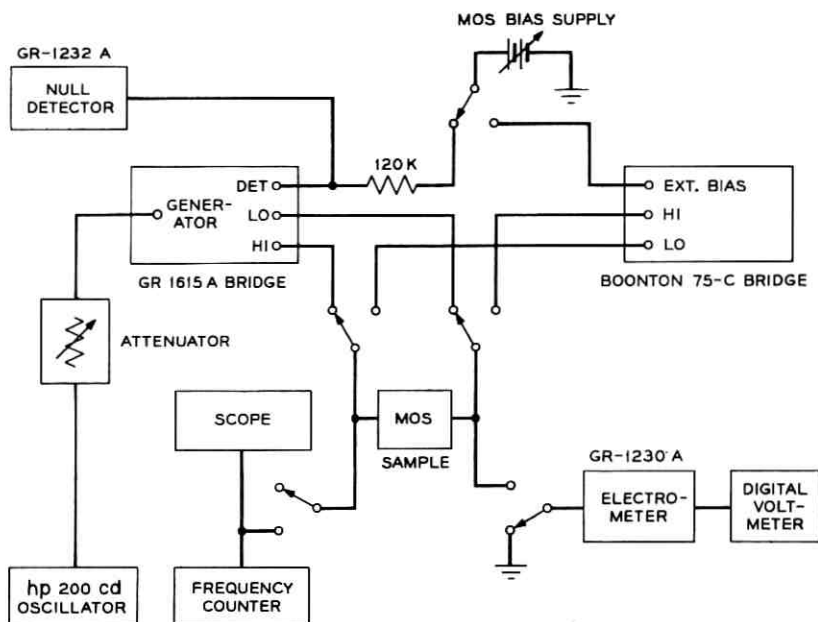 MOS BIAS SUPPLY
GR-1232 A
NULL
DETECTOR
120 K
DET
GENER-
ATOR
LO
HI
EXT. BIAS
HI
LO
GR 1615 A BRIDGE
BOONTON 75-C BRIDGE
ATTENUATOR
SCOPE
MOS
SAMPLE
GR-1230 A
ELECTRO-
METER
DIGITAL
VOLT-
METER
hp 200 cd
OSCILLATOR
FREQUENCY
COUNTER